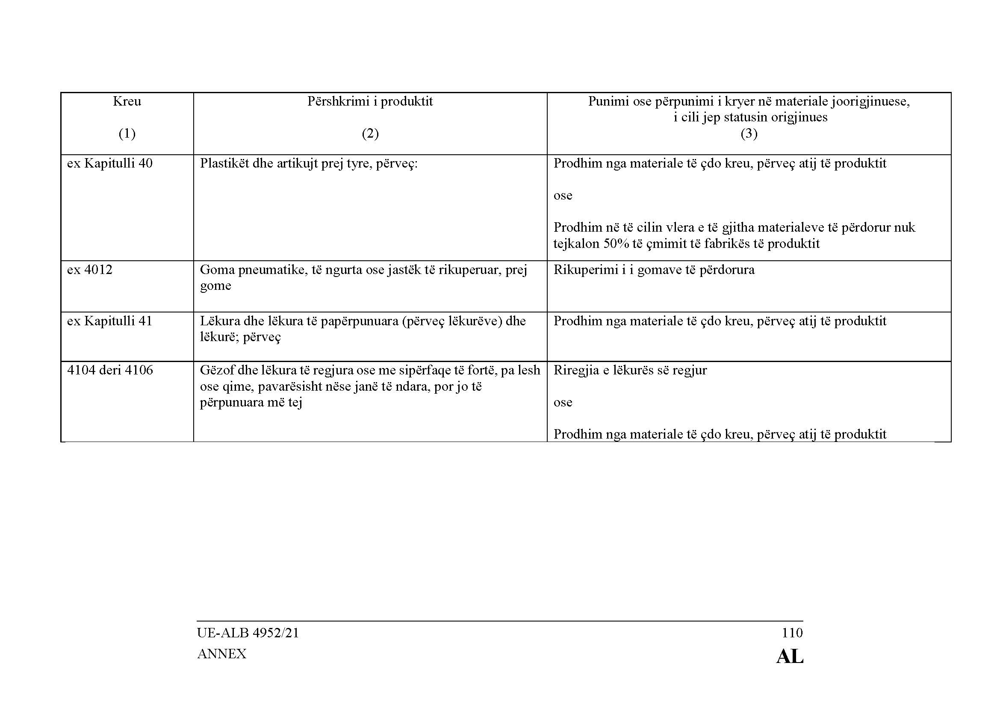 Kreu
(1)
Përshkrimi i produktit
(2)
Punimi ose përpunimi i kryer në materiale joorigjinuese,
i cili jep statusin origjinues
(3)
ex Kapitulli 40
Plastikët dhe artikujt prej tyre, përveç:
Prodhim nga materiale të çdo kreu, përveç atij të produktit
ose
Prodhim në të cilin vlera e të gjitha materialeve të përdorur nuk
tejkalon 50% të çmimit të fabrikës të produktit
ex 4012
Goma pneumatike, të ngurta ose jastëk të rikuperuar, prej
gome
Rikuperimi i i gomave të përdorura
ex Kapitulli 41
Lëkura dhe lëkura të papërpunuara (përveç lëkurëve) dhe
lëkurë; përveç
Prodhim nga materiale të çdo kreu, përveç atij të produktit
4104 deri 4106
Gëzof dhe lëkura të regjura ose me sipërfaqe të fortë, pa lesh
ose qime, pavarësisht nëse janë të ndara, por jo të
përpunuara më tej
Riregjia e lëkurës së regjur
ose
Prodhim nga materiale të çdo kreu, përveç atij të produktit
UE-ALB 4952/21
110
ANNEX
AL